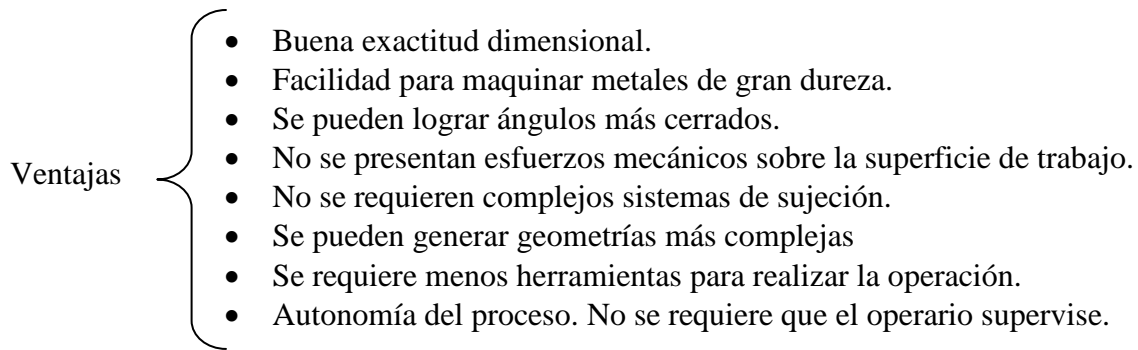 • Buena exactitud dimensional.
• Facilidad para maquinar metales de gran dureza.
• Se pueden lograr ángulos más cerrados.
Ventajas
• No se presentan esfuerzos mecánicos sobre la superficie de trabajo.
• No se requieren complejos sistemas de sujeción.
• Se pueden generar geometrías más complejas
• Se requiere menos herramientas para realizar la operación.
• Autonomía del proceso. No se requiere que el operario supervise.